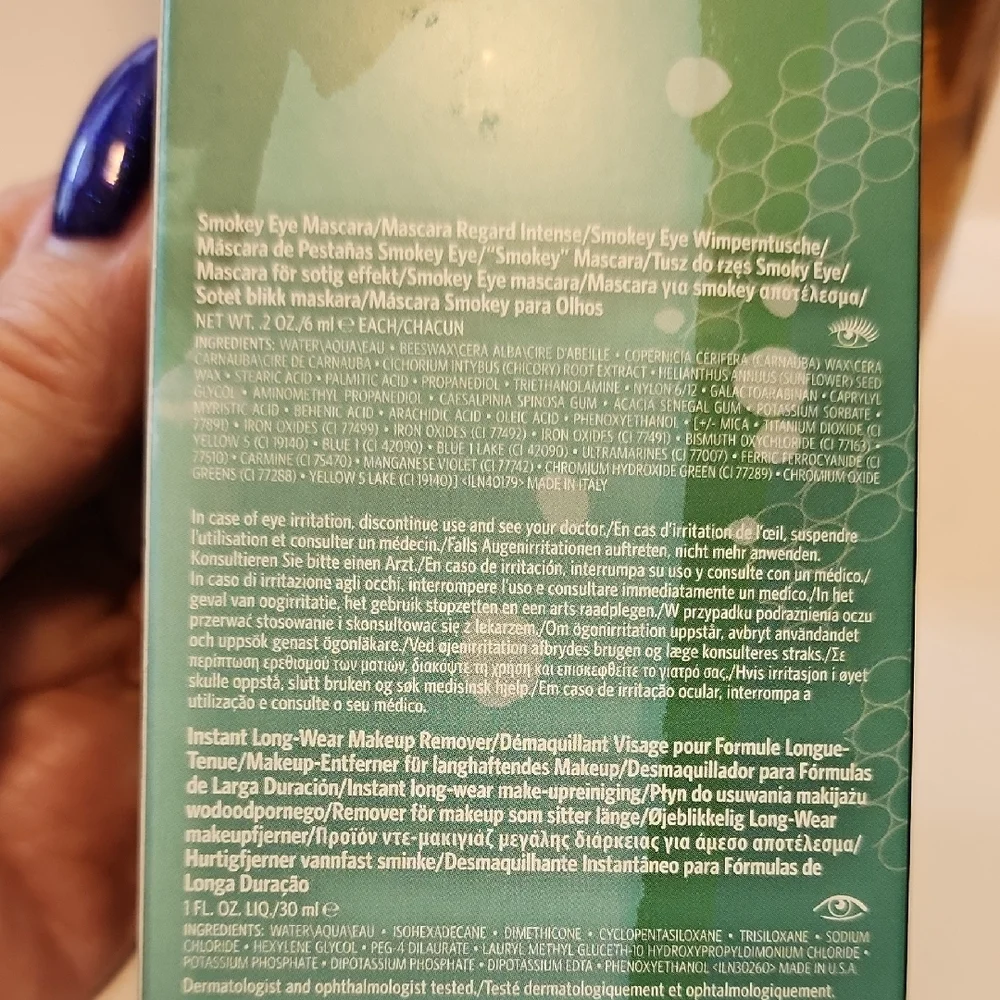 Smokey Eye Mascara/Mascara Regard Intense/Smokey Eye Wimperntusche/
Máscara de Pestañas Smokey Eye/"Smokey" Mascara/Tusz do rzęs Smoky Eye/
Mascara för sotig effekt/Smokey Eye mascara/Mascara για smokey αποτέλεσμα/
Sotet blikk maskara/Máscara Smokey para Olhos
NET WT. .2 OZ./6 ml ℮ EACH/CHACUN
INGREDIENTS: WATER\AQUA\EAU • BEESWAX\CERA ALBA\CIRE D'ABEILLE • COPERNICIA CERIFERA (CARNAUBA) WAX\CERA
CARNAUBA\CIRE DE CARNAUBA • CICHORIUM INTYBUS (CHICORY) ROOT EXTRACT • HELIANTHUS ANNUUS (SUNFLOWER) SEED
WAX • STEARIC ACID • PALMITIC ACID • PROPANEDIOL • TRIETHANOLAMINE • NYLON 6/12 • GALACTOARABINAN • CAPRYLYL
GLYCOL • AMINOMETHYL PROPANEDIOL • CAESALPINIA SPINOSA GUM • ACACIA SENEGAL GUM • POTASSIUM SORBATE •
MYRISTIC ACID • BEHENIC ACID • ARACHIDIC ACID • OLEIC ACID • PHENOXYETHANOL • [+/- MICA • TITANIUM DIOXIDE (CI
77891) • IRON OXIDES (CI 77499) • IRON OXIDES (CI 77492) • IRON OXIDES (CI 77491) • BISMUTH OXYCHLORIDE (CI 77163) •
YELLOW 5 (CI 19140) • BLUE 1 (CI 42090) • BLUE 1 LAKE (CI 42090) • ULTRAMARINES (CI 77007) • FERRIC FERROCYANIDE (CI
77510) • CARMINE (CI 75470) • MANGANESE VIOLET (CI 77742) • CHROMIUM HYDROXIDE GREEN (CI 77289) • CHROMIUM OXIDE
GREENS (CI 77288) • YELLOW 5 LAKE (CI 19140)] <ILN40179> MADE IN ITALY
In case of eye irritation, discontinue use and see your doctor./En cas d'irritation de l'œil, suspendre
l'utilisation et consulter un médecin./Falls Augenirritationen auftreten, nicht mehr anwenden.
Konsultieren Sie bitte einen Arzt./En caso de irritación, interrumpa su uso y consulte con un médico./
In caso di irritazione agli occhi, interrompere l'uso e consultare immediatamente un medico./In het
geval van oogirritatie, het gebruik stopzetten en een arts raadplegen./W przypadku podraznienia oczu
przerwać stosowanie i skonsultowac się z lekarzem./Om ögonirritation uppstår, avbryt användandet
och uppsök genast ögonläkare./Ved øjenirritation afbrydes brugen og læge konsulteres straks./Σε
περίπτωση ερεθισμού των ματιών, διακόψτε τη χρήση και επισκεφθείτε το γιατρό σας./Hvis irritasjon i øyet
skulle oppstå, slutt bruken og søk medisinsk hjelp./Em caso de irritação ocular, interrompa a
utilização e consulte o seu médico.
Instant Long-Wear Makeup Remover/Démaquillant Visage pour Formule Longue-
Tenue/Makeup-Entferner für langhaftendes Makeup/Desmaquillador para Fórmulas
de Larga Duración/Instant long-wear make-upreiniging/Płyn do usuwania makijażu
wodoodpornego/Remover för makeup som sitter länge/Øjeblikkelig Long-Wear
makeupfjerner/Προϊόν ντε-μακιγιάζ μεγάλης διάρκειας για άμεσο αποτέλεσμα/
Hurtigfjerner vannfast sminke/Desmaquilhante Instantâneo para Fórmulas de
Longa Duração
1 FL. OZ. LIQ./30 ml ℮
INGREDIENTS: WATER\AQUA\EAU • ISOHEXADECANE • DIMETHICONE • CYCLOPENTASILOXANE • TRISILOXANE • SODIUM
CHLORIDE • HEXYLENE GLYCOL • PEG-4 DILAURATE • LAURYL METHYL GLUCETH-10 HYDROXYPROPYLDIMONIUM CHLORIDE •
POTASSIUM PHOSPHATE • DIPOTASSIUM PHOSPHATE • DIPOTASSIUM EDTA • PHENOXYETHANOL <ILN30260> MADE IN U.S.A.
Dermatologist and ophthalmologist tested./Testé dermatologiquement et ophtalmologiquement.